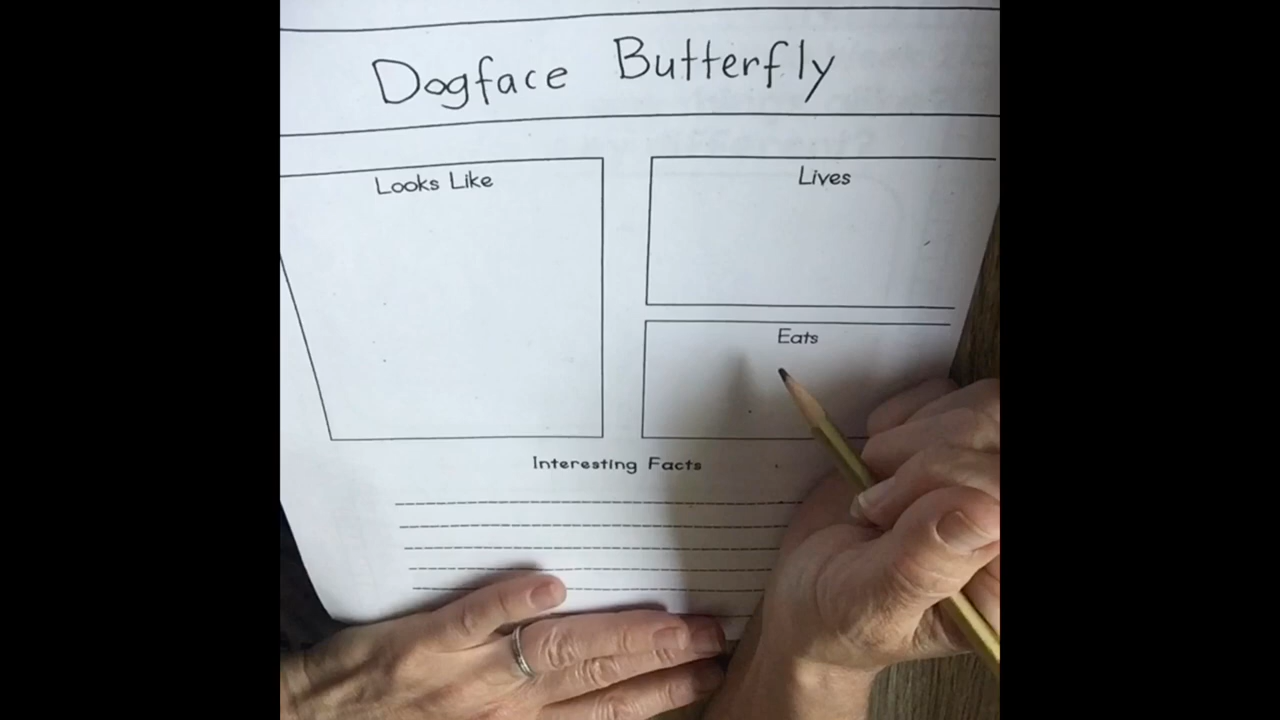 Dogface Butterfly
Looks Like
Lives
Eats
Interesting Facts